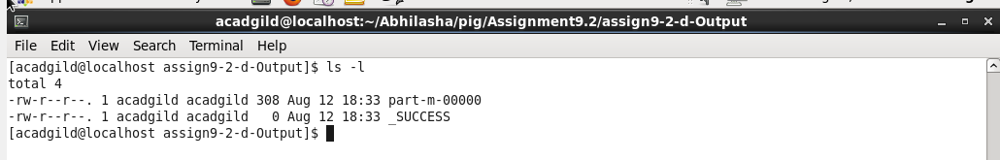 acadgild@localhost:~/Abhilasha/pig/Assignment9.2/assign9-2-d-Output
File Edit View Search Terminal Help
[acadgild@localhost assign9-2-d-Output]$ ls -l
total 4
-rw-r--r--. 1 acadgild acadgild 308 Aug 12 18:33 part-m-00000
-rw-r--r--. 1 acadgild acadgild   0 Aug 12 18:33 _SUCCESS
[acadgild@localhost assign9-2-d-Output]$